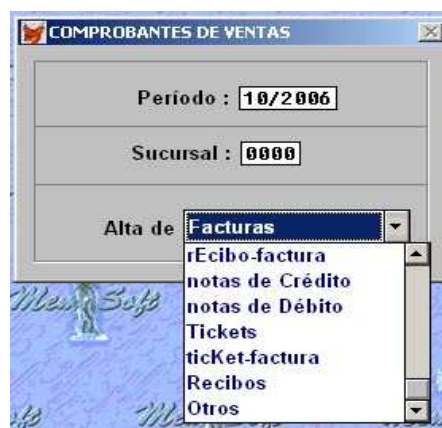 COMPROBANTES DE VENTAS
Período : 10/2006
Sucursal : 0000
Alta de Facturas
rEcibo-factura
notas de Crédito
notas de Débito
Tickets
ticKet-factura
Recibos
Otros
Soft